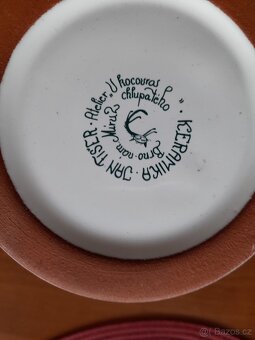 KERAMIKA · JAN TISER ·
Atelier „U kocoura
chlupatého“
Brno-nám. Míru 2
Bazos.cz